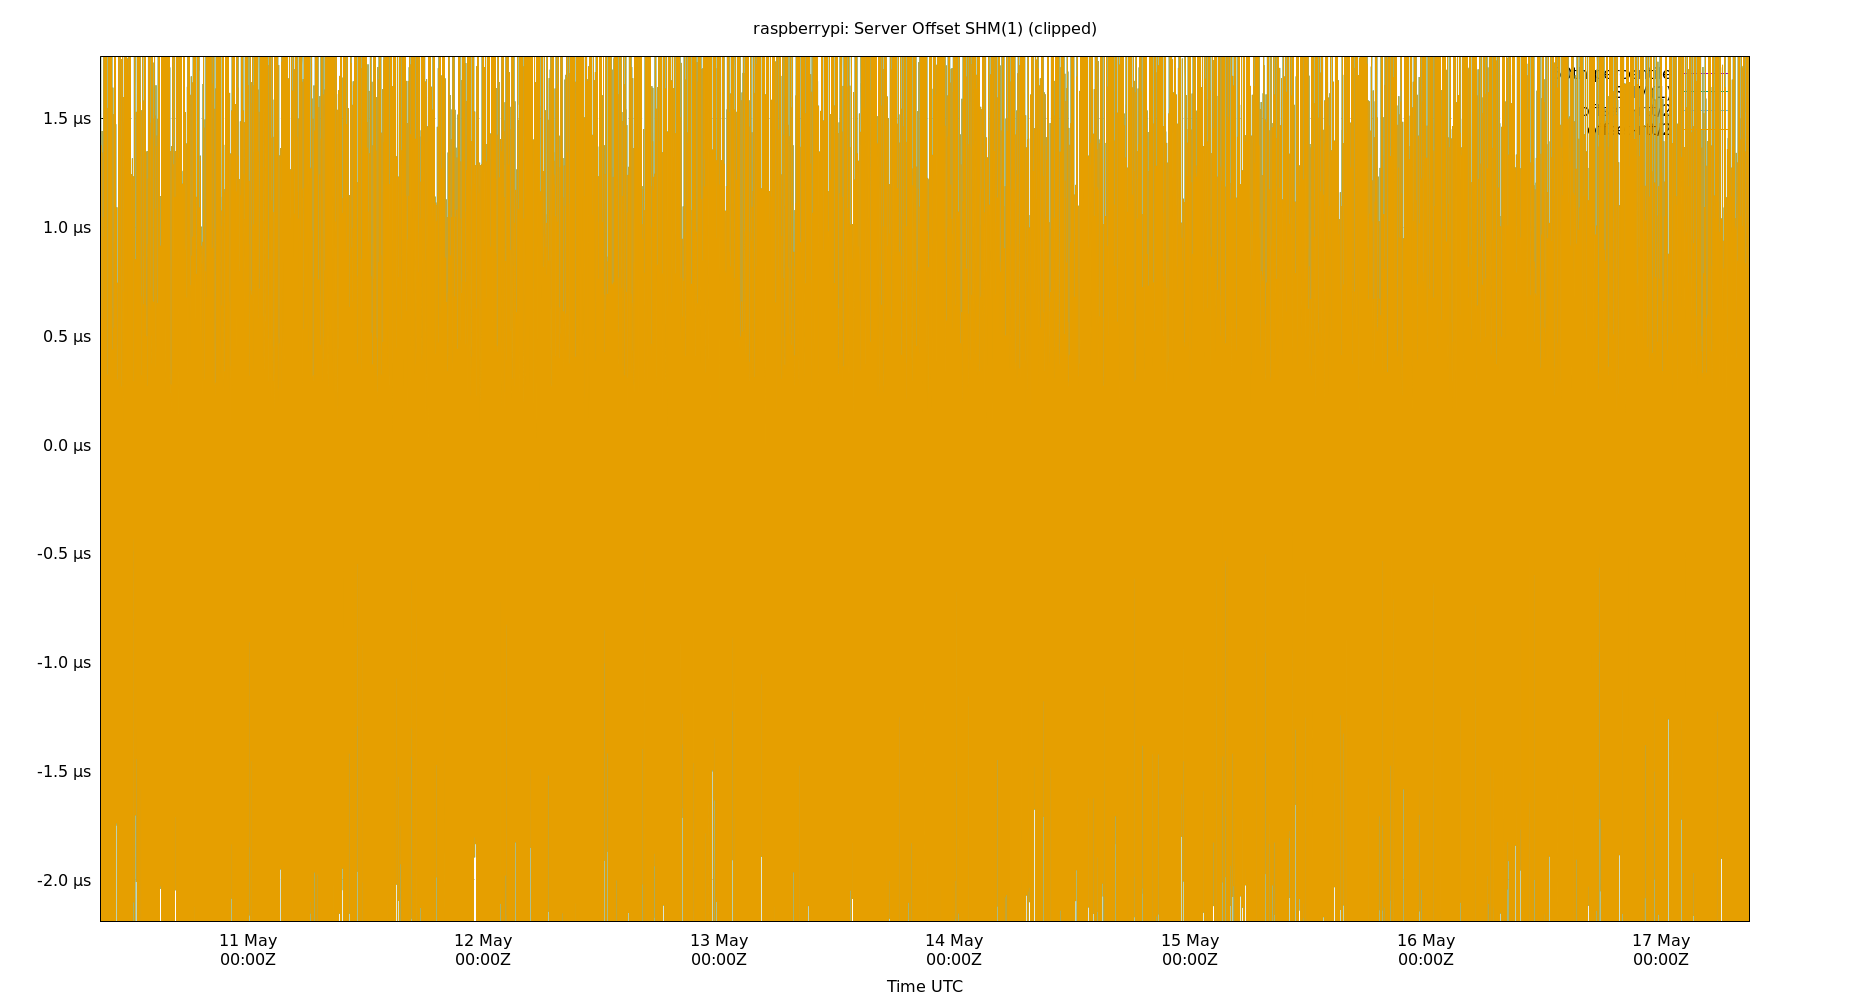 raspberrypi: Server Offset SHM(1) (clipped)
1.5 µs
1.0 µs
0.5 µs
0.0 µs
-0.5 µs
-1.0 µs
-1.5 µs
-2.0 µs
11 May 12 May 13 May 14 May 15 May 16 May 17 May
00:00Z 00:00Z 00:00Z 00:00Z 00:00Z 00:00Z 00:00Z
Time UTC